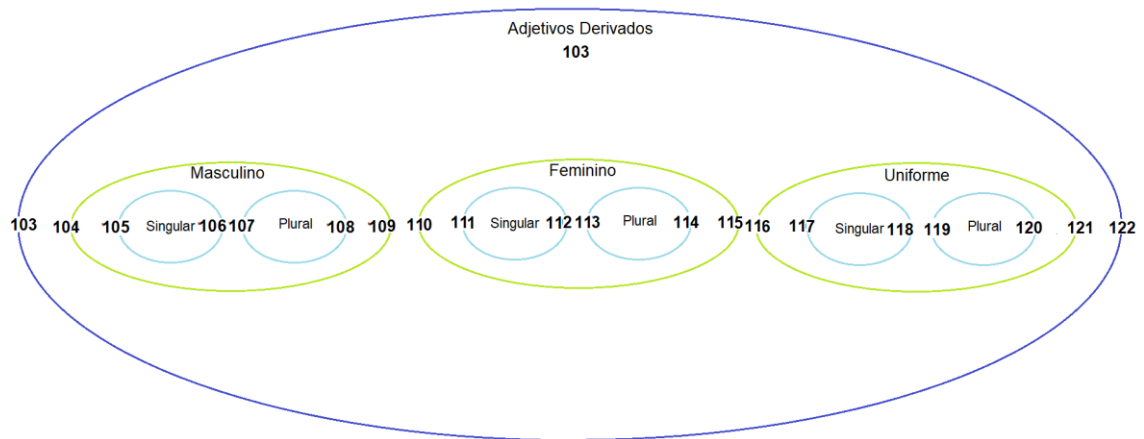 Adjetivos Derivados
103
Masculino
Feminino
Uniforme
103 104 105 Singular 106 107 Plural 108 109 110 111 Singular 112 113 Plural 114 115 116 117 Singular 118 119 Plural 120 121 122